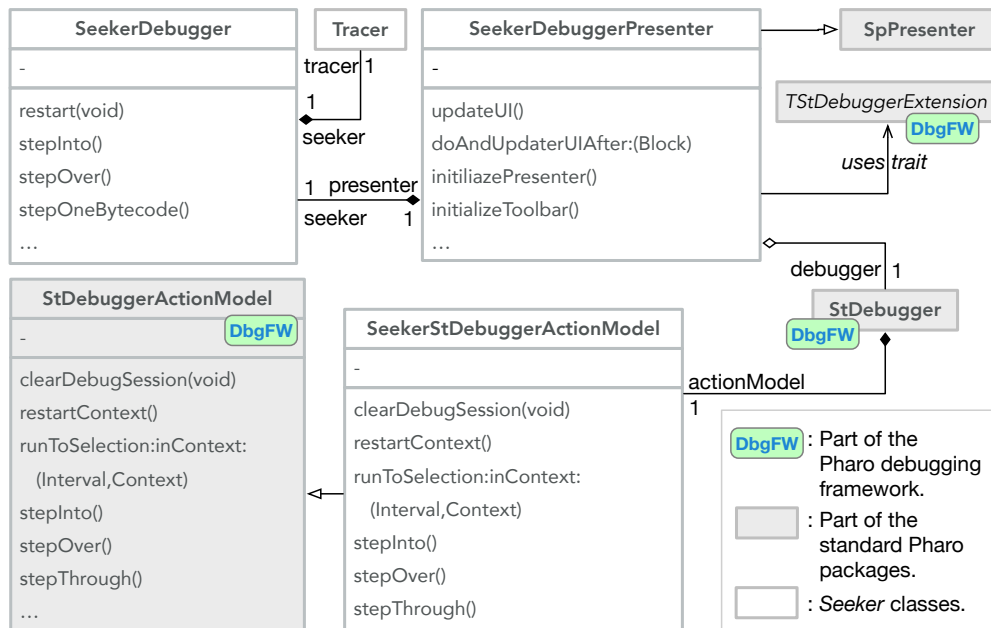 SeekerDebugger
-
restart(void)
stepInto()
stepOver()
stepOneBytecode()
...
Tracer
tracer 1
1
seeker
1 presenter
seeker 1
SeekerDebuggerPresenter
-
updateUI()
doAndUpdaterUIAfter:(Block)
initiliazePresenter()
initializeToolbar()
...
SpPresenter
TStDebuggerExtension
DbgFW
uses trait
debugger 1
StDebugger
DbgFW
actionModel
1
StDebuggerActionModel
-
DbgFW
clearDebugSession(void)
restartContext()
runToSelection:inContext:
(Interval,Context)
stepInto()
stepOver()
stepThrough()
...
SeekerStDebuggerActionModel
-
clearDebugSession(void)
restartContext()
runToSelection:inContext:
(Interval,Context)
stepInto()
stepOver()
stepThrough()
DbgFW : Part of the
Pharo debugging
framework.
: Part of the
standard Pharo
packages.
: Seeker classes.